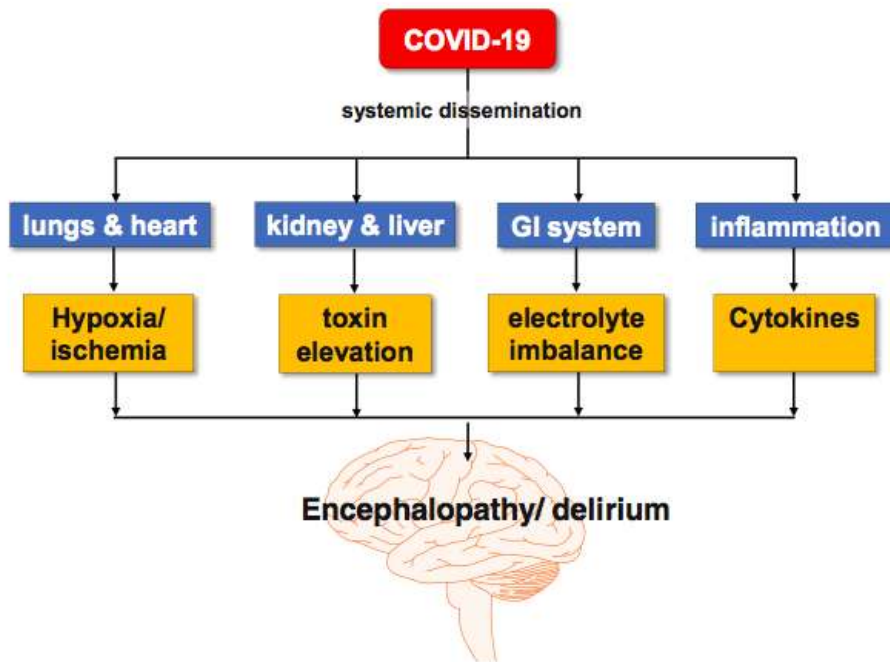 COVID-19
systemic dissemination
lungs & heart
kidney & liver
GI system
inflammation
Hypoxia/
ischemia
toxin
elevation
electrolyte
imbalance
Cytokines
Encephalopathy/ delirium